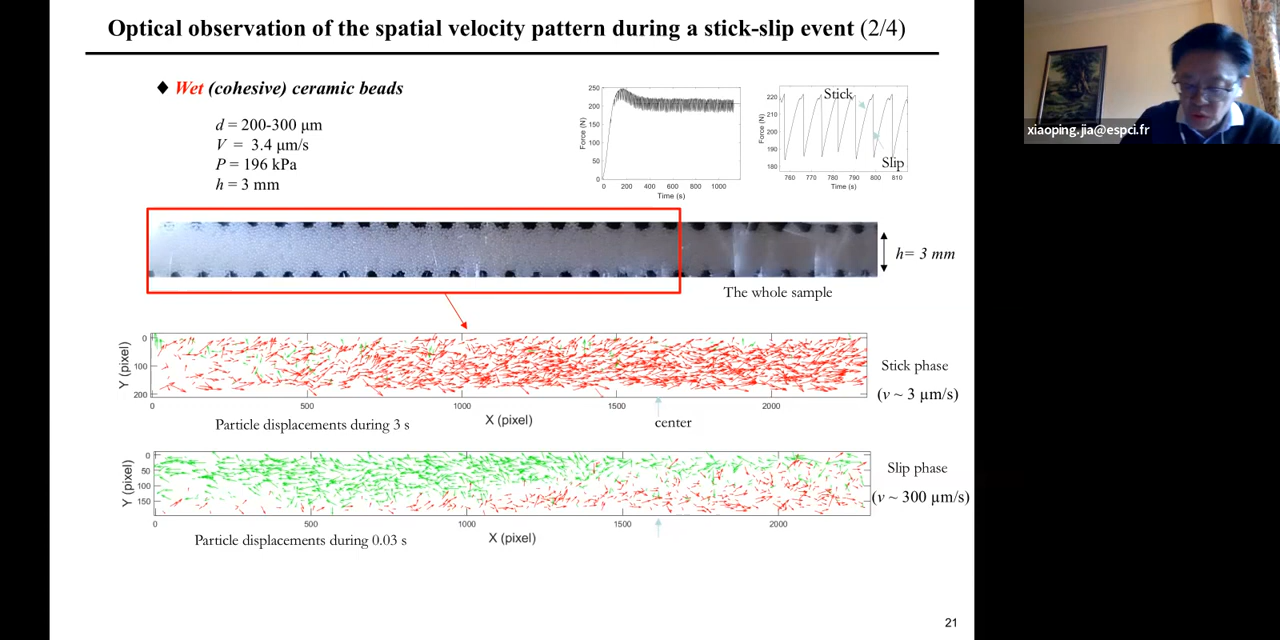 Optical observation of the spatial velocity pattern during a stick-slip event (2/4)
xiaoping.jia@espci.fr
♦ Wet (cohesive) ceramic beads
d = 200-300 μm
V = 3.4 μm/s
P = 196 kPa
h = 3 mm
Force (N)
250
200
150
100
50
0
0 200 400 600 800 1000
Time (s)
Force (N)
220
210
200
190
180
Stick
Slip
760 770 780 790 800 810
Time (s)
h= 3 mm
The whole sample
Y (pixel)
0
100
200
0 500 1000 1500 2000
X (pixel)
Stick phase
(v ~ 3 μm/s)
Particle displacements during 3 s
center
Y (pixel)
0
50
100
150
0 500 1000 1500 2000
X (pixel)
Slip phase
(v ~ 300 μm/s)
Particle displacements during 0.03 s
21